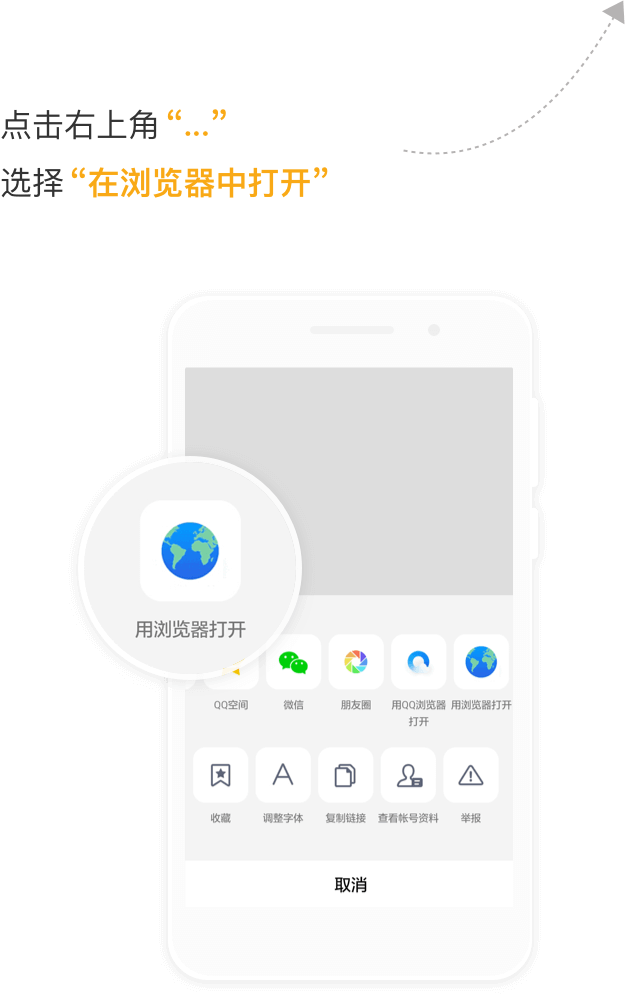 点击右上角“...”
选择“在浏览器中打开”
用浏览器打开
QQ空间
微信
朋友圈
用QQ浏览器
打开
用浏览器打开
收藏
调整字体
复制链接
查看帐号资料
举报
取消